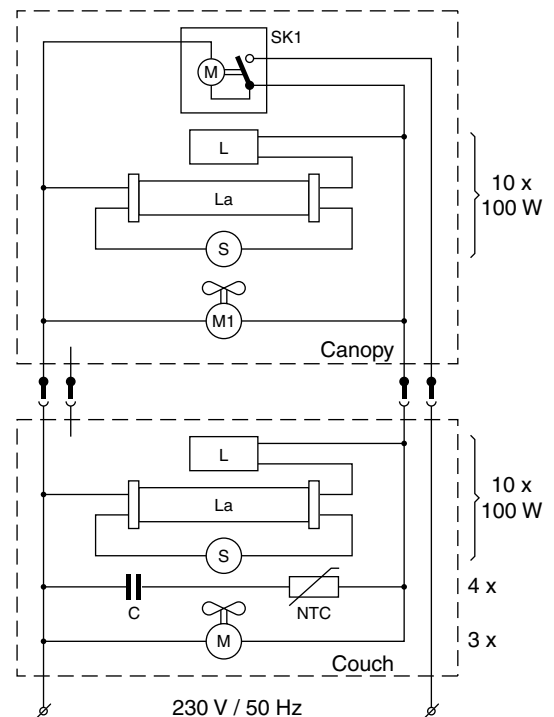 SK1
M
L
La
S
10 x
100 W
M1
Canopy
L
La
S
10 x
100 W
C
NTC
4 x
M
3 x
Couch
230 V / 50 Hz